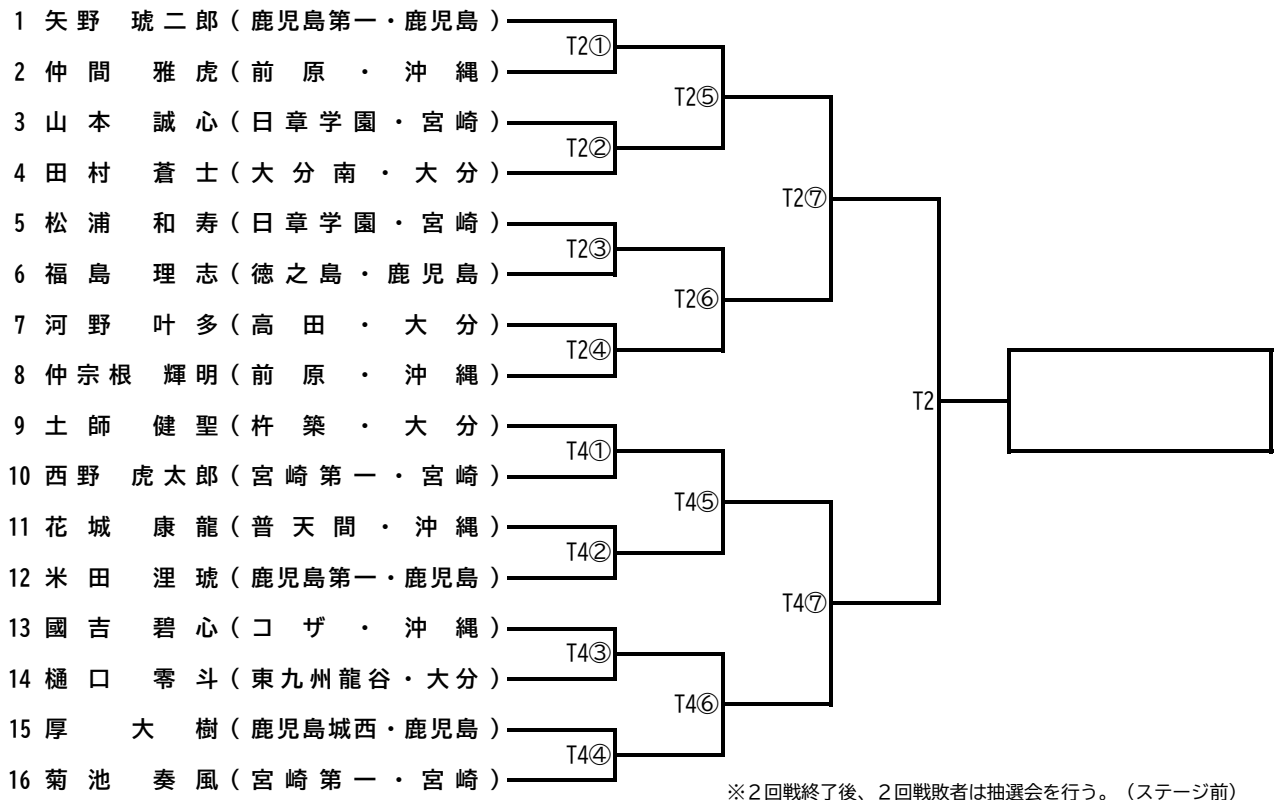 1 矢野 琥二郎（鹿児島第一・鹿児島）
T2①
2 仲間 雅虎（前原・沖縄）
T2⑤
3 山本 誠心（日章学園・宮崎）
T2②
4 田村 蒼士（大分南・大分）
T2⑦
5 松浦 和寿（日章学園・宮崎）
T2③
6 福島 理志（徳之島・鹿児島）
T2⑥
7 河野 叶多（高田・大分）
T2④
8 仲宗根 輝明（前原・沖縄）
T2
9 土師 健聖（杵築・大分）
T4①
10 西野 虎太郎（宮崎第一・宮崎）
T4⑤
11 花城 康龍（普天間・沖縄）
T4②
12 米田 浬琥（鹿児島第一・鹿児島）
T4⑦
13 國吉 碧心（コザ・沖縄）
T4③
14 樋口 零斗（東九州龍谷・大分）
T4⑥
15 厚 大樹（鹿児島城西・鹿児島）
T4④
16 菊池 奏風（宮崎第一・宮崎）
※２回戦終了後、２回戦敗者は抽選会を行う。（ステージ前）